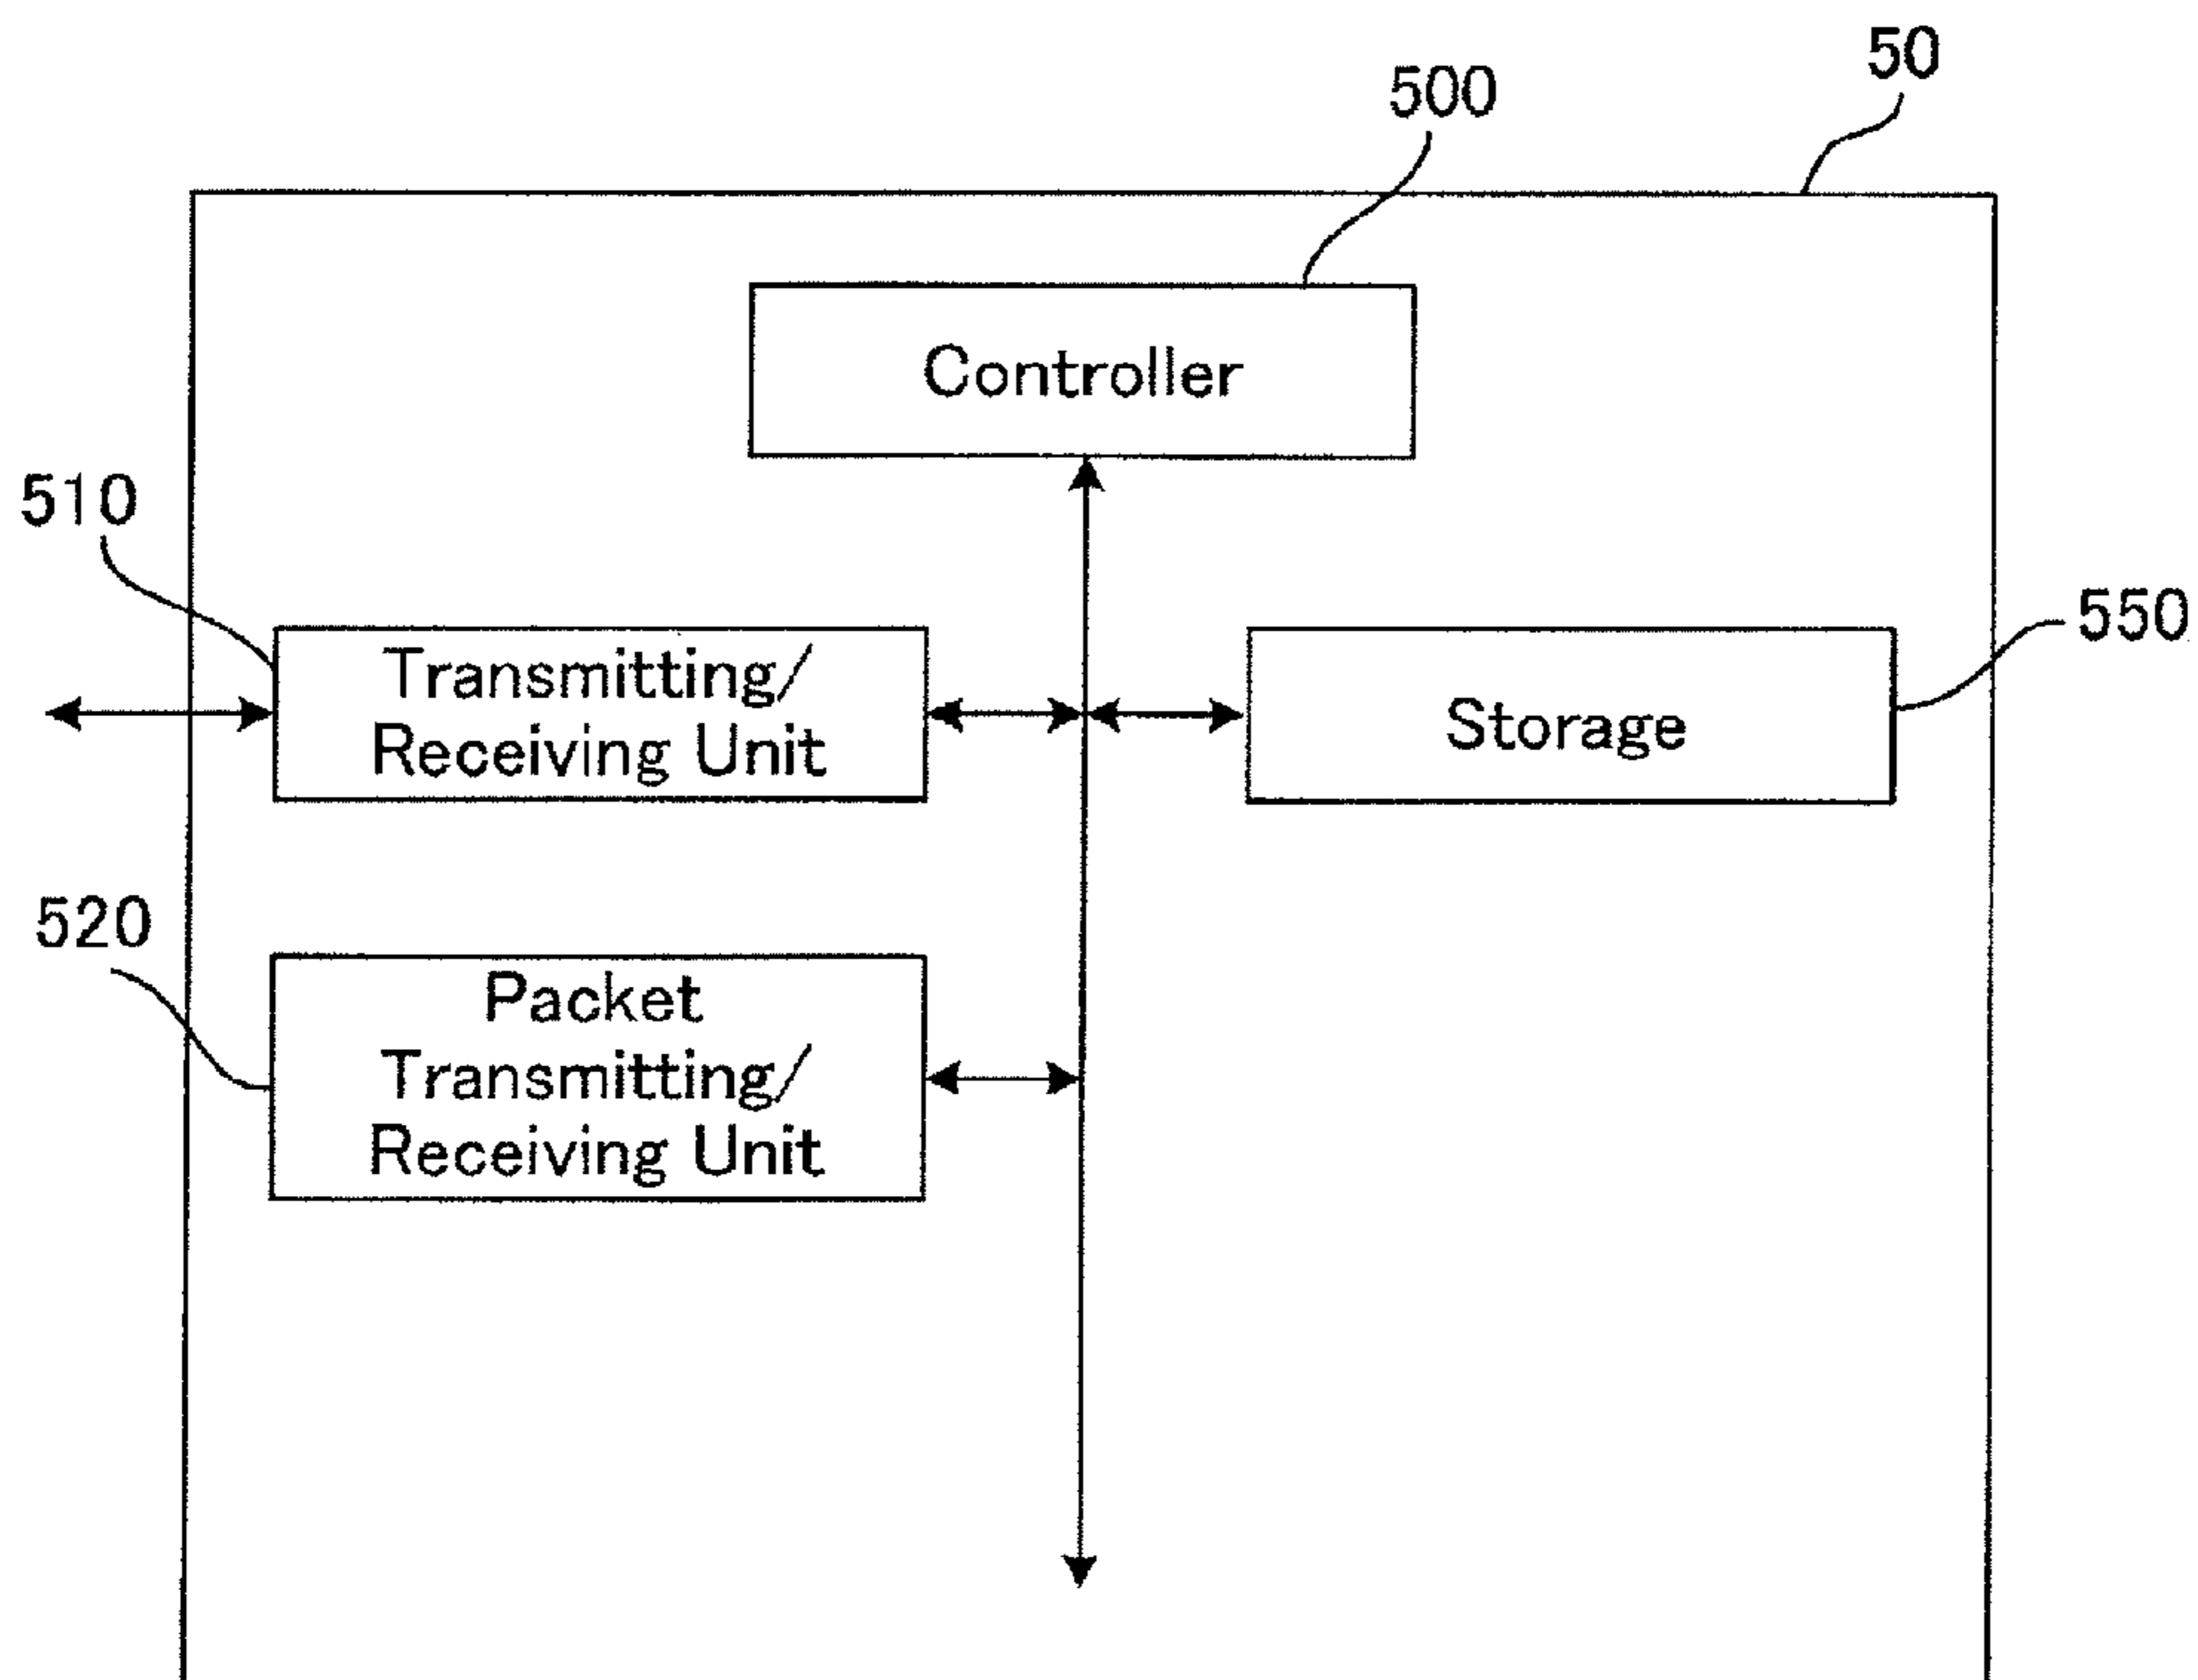 50
500
Controller
510
Transmitting/
Receiving Unit
550
Storage
520
Packet
Transmitting/
Receiving Unit